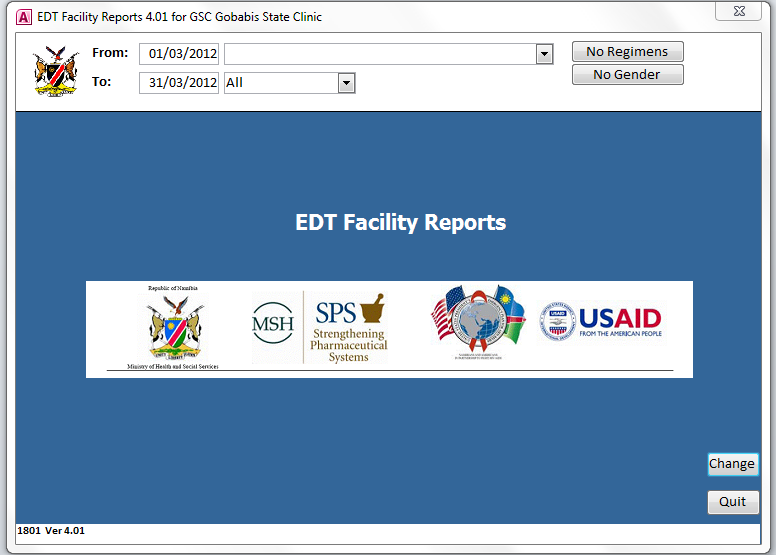 EDT Facility Reports 4.01 for GSC Gobabis State Clinic
From: 01/03/2012
No Regimens
To: 31/03/2012 All
No Gender
EDT Facility Reports
Republic of Namibia
Ministry of Health and Social Services
MSH
SPS
Strengthening
Pharmaceutical
Systems
USAID
USAID
FROM THE AMERICAN PEOPLE
Change
Quit
1801 Ver 4.01